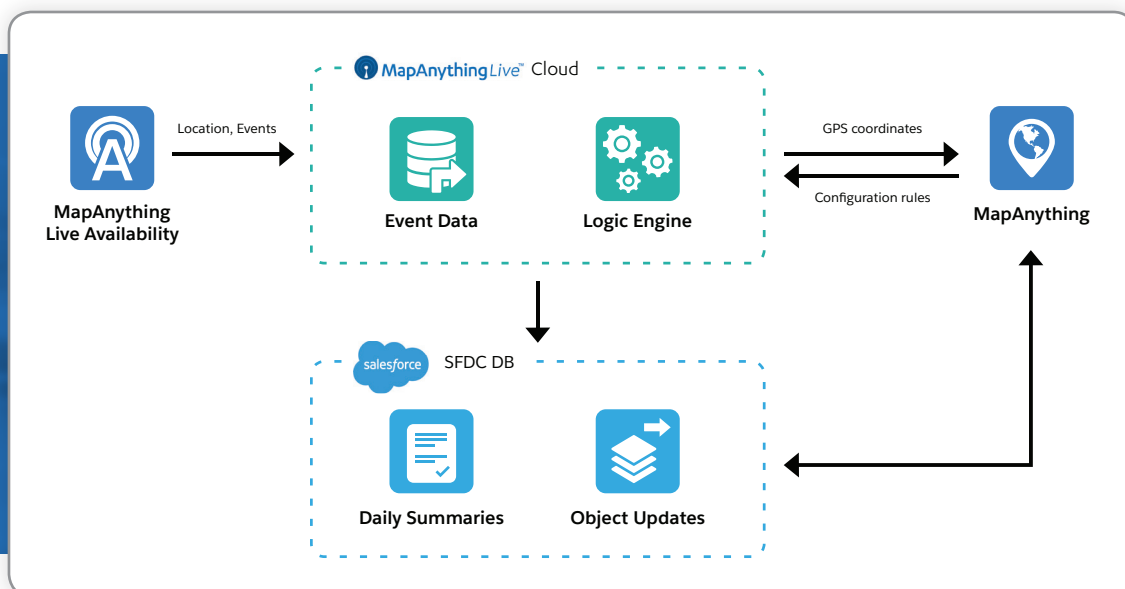 MapAnything Live™ Cloud
Location, Events
GPS coordinates
Configuration rules
MapAnything
Live Availability
Event Data
Logic Engine
MapAnything
salesforce
SFDC DB
Daily Summaries
Object Updates